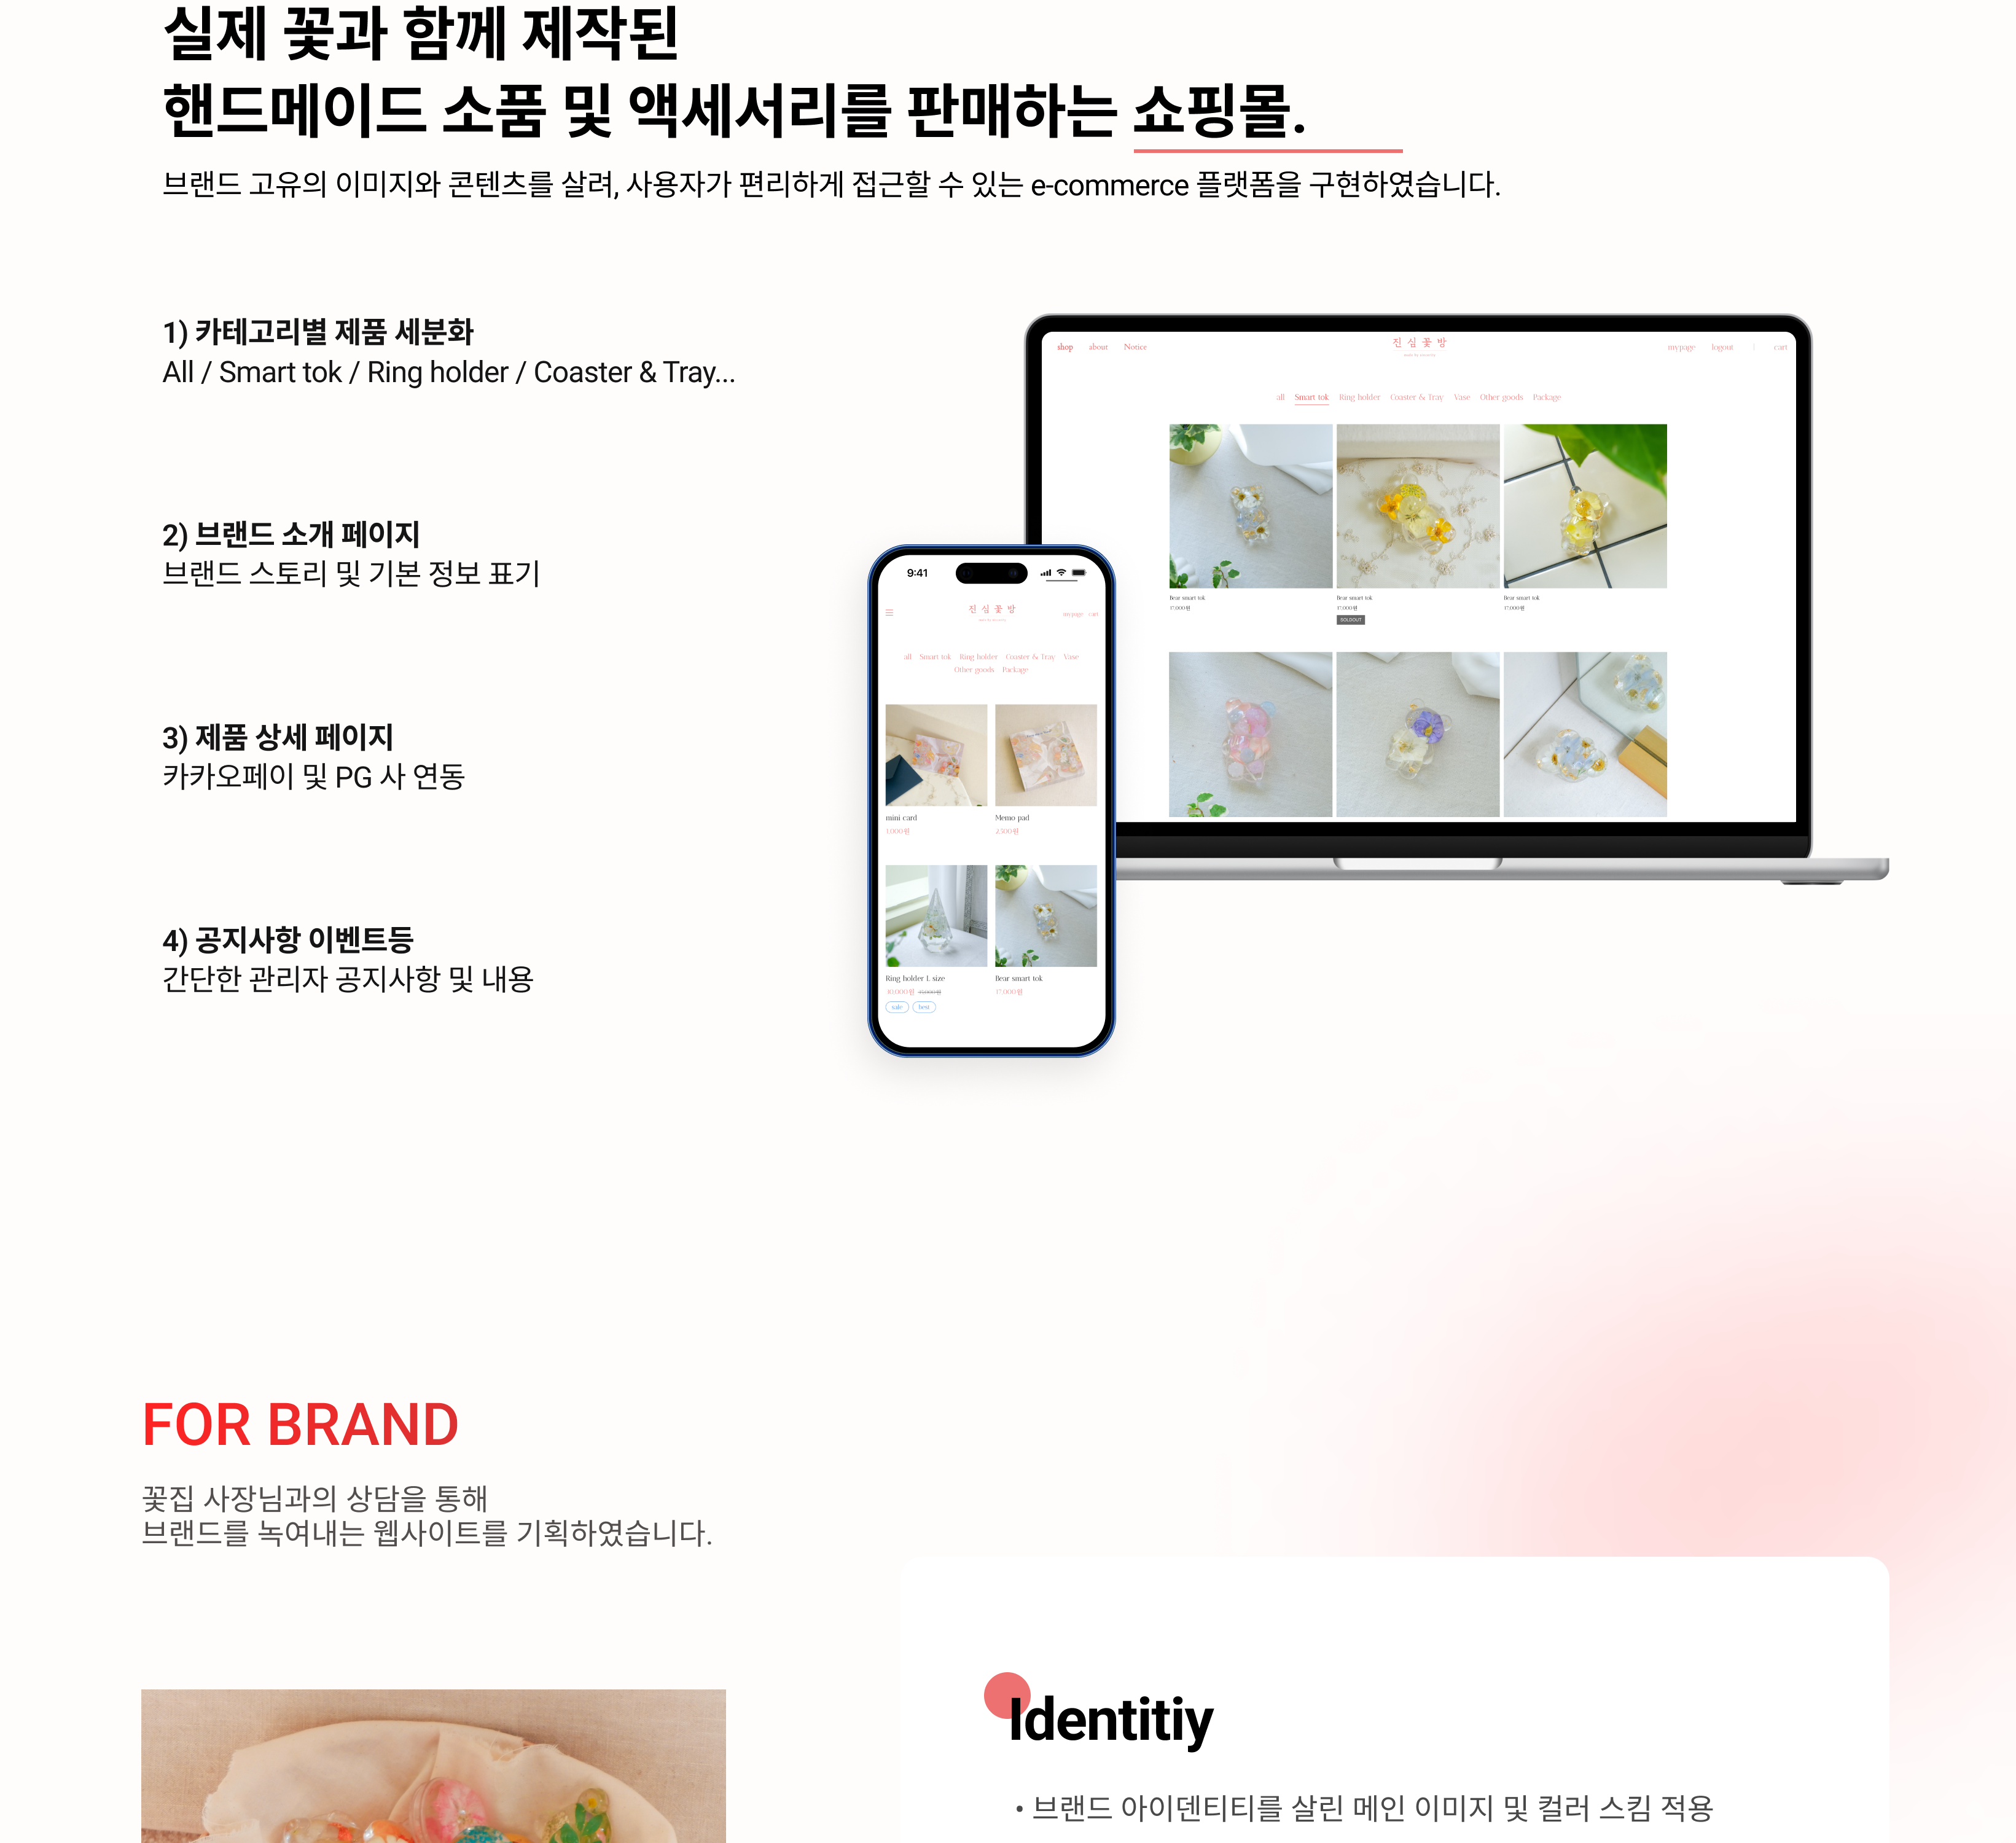 실제 꽃과 함께 제작된
핸드메이드 소품 및 액세서리를 판매하는 쇼핑몰.
브랜드 고유의 이미지와 콘텐츠를 살려, 사용자가 편리하게 접근할 수 있는 e-commerce 플랫폼을 구현하였습니다.
1) 카테고리별 제품 세분화
All / Smart tok / Ring holder / Coaster & Tray...
2) 브랜드 소개 페이지
브랜드 스토리 및 기본 정보 표기
3) 제품 상세 페이지
카카오페이 및 PG 사 연동
4) 공지사항 이벤트등
간단한 관리자 공지사항 및 내용
shop about Notice 진심꽃방 mypage logout cart
all Smart tok Ring holder Coaster & Tray Vase Other goods Package
Bear smart tok Bear smart tok Bear smart tok
17,000원 17,000원 17,000원
SOLDOUT
9:41
진심꽃방 mypage cart
all Smart tok Ring holder Coaster & Tray Vase
Other goods Package
mini card Memo pad
1,000원 2,500원
Ring holder L size Bear smart tok
17,000원
sale best
FOR BRAND
꽃집 사장님과의 상담을 통해
브랜드를 녹여내는 웹사이트를 기획하였습니다.
Identitiy
• 브랜드 아이덴티티를 살린 메인 이미지 및 컬러 스킴 적용